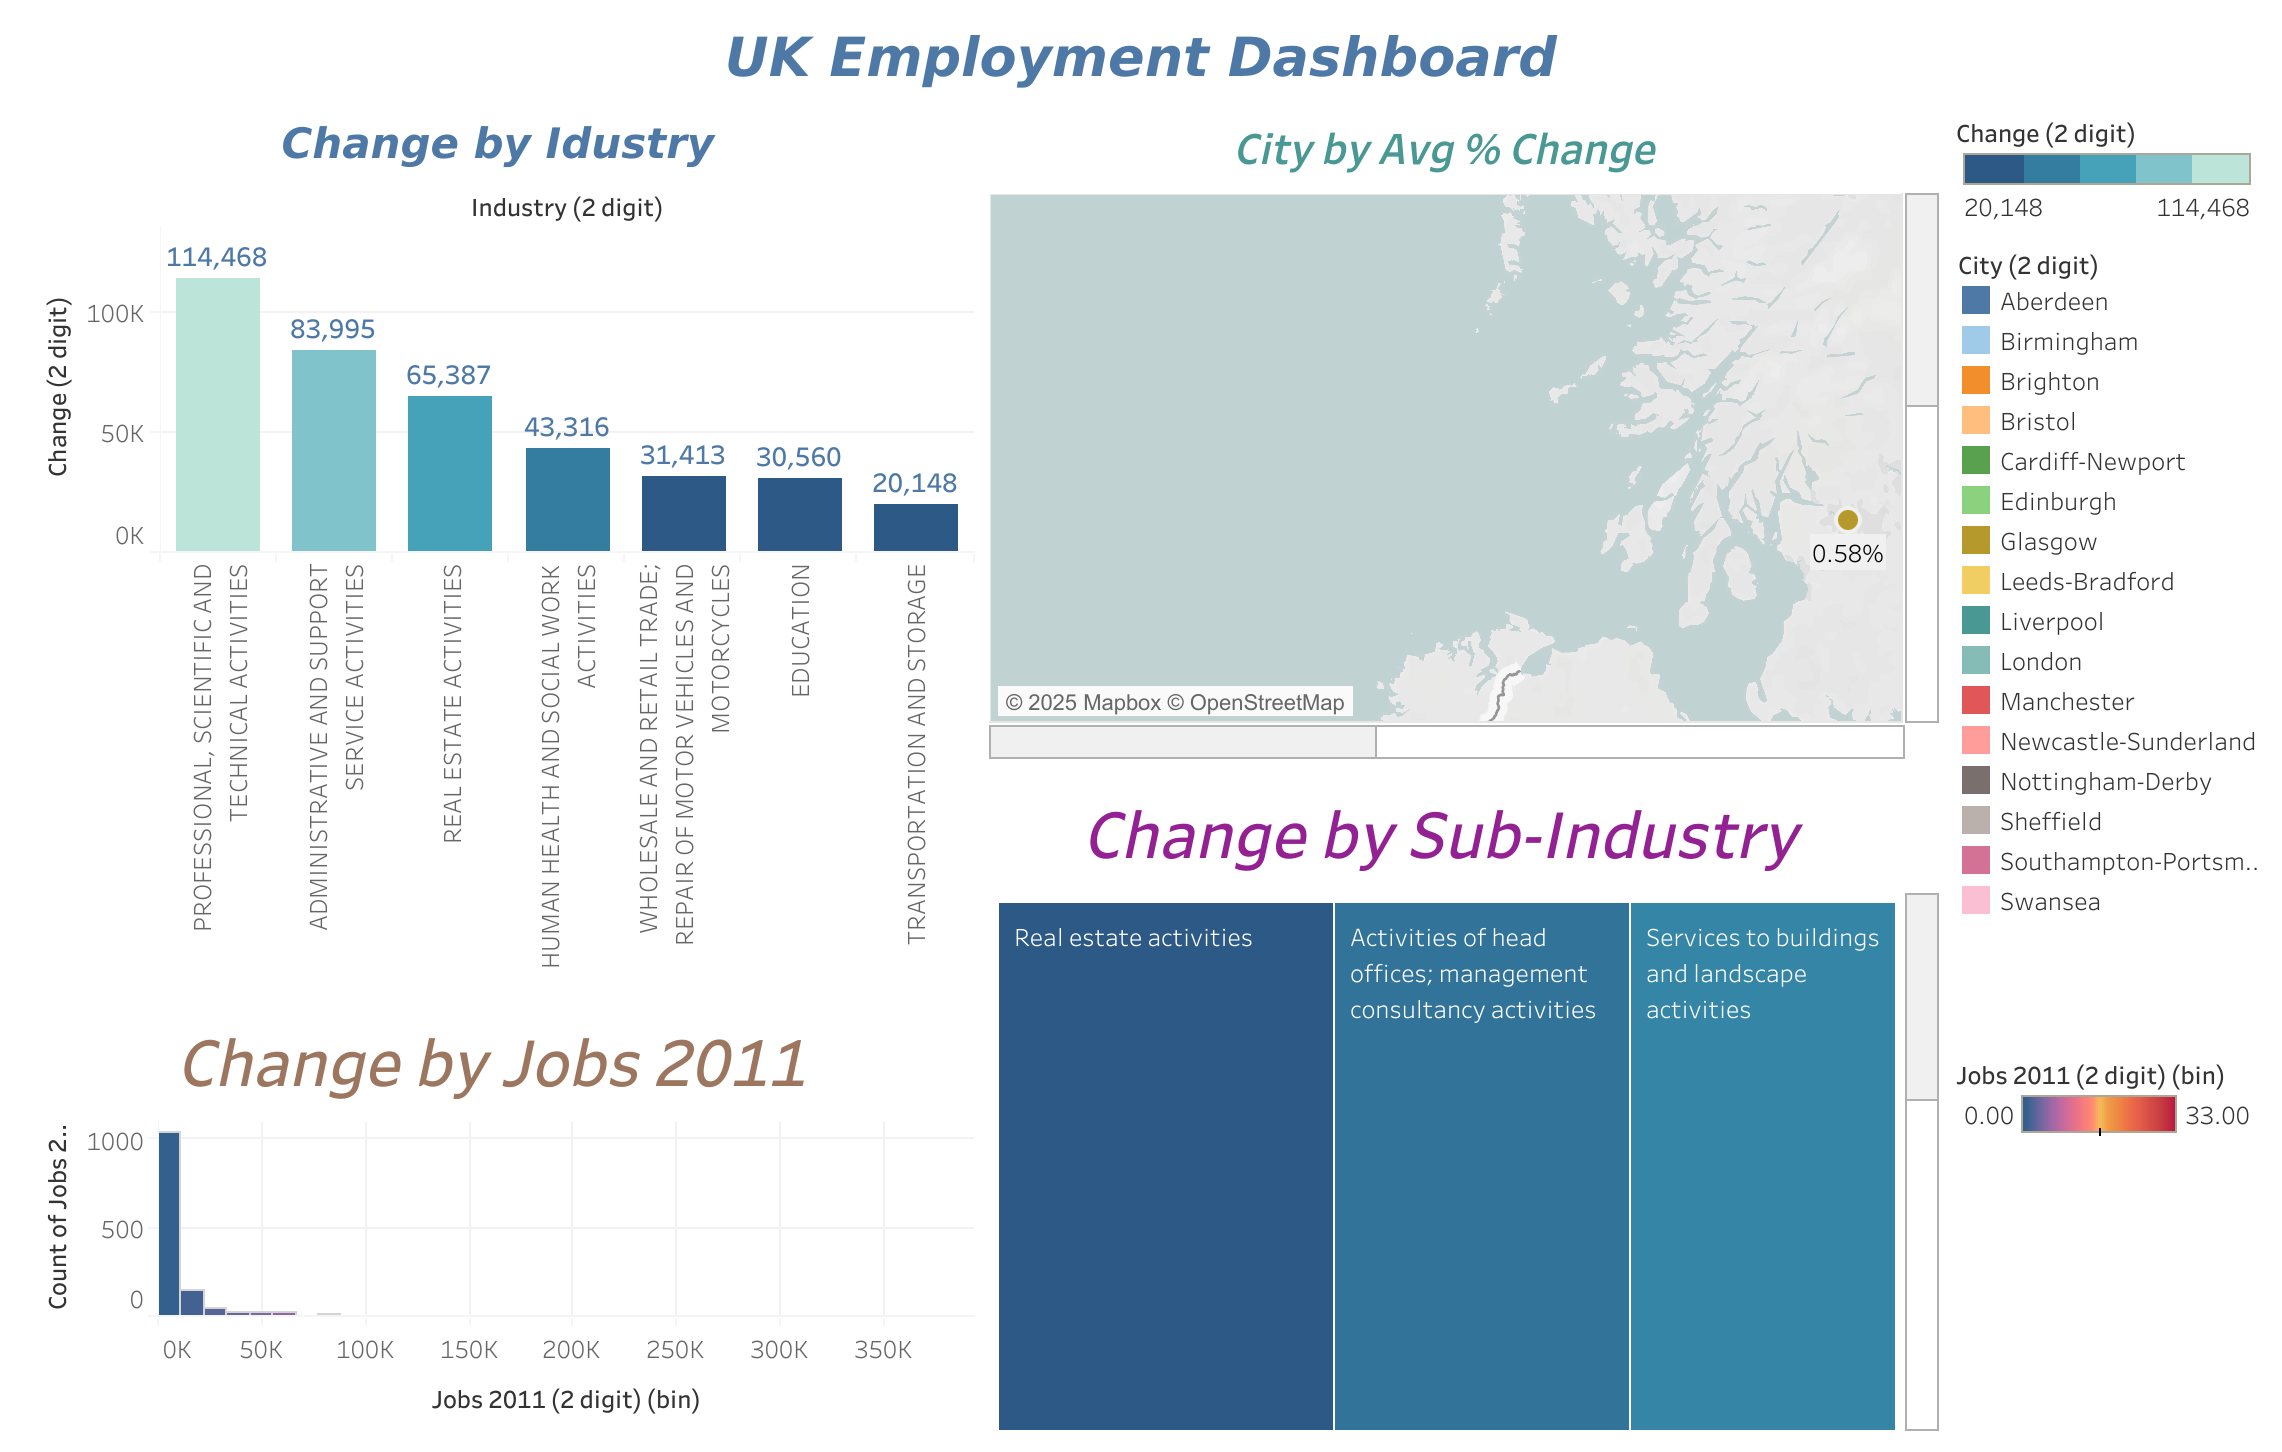 UK Employment Dashboard
Change by Idustry
Industry (2 digit)
Change (2 digit)
100K
50K
0K
114,468
83,995
65,387
43,316
31,413
30,560
20,148
PROFESSIONAL, SCIENTIFIC AND
TECHNICAL ACTIVITIES
ADMINISTRATIVE AND SUPPORT
SERVICE ACTIVITIES
REAL ESTATE ACTIVITIES
HUMAN HEALTH AND SOCIAL WORK
ACTIVITIES
WHOLESALE AND RETAIL TRADE;
REPAIR OF MOTOR VEHICLES AND
MOTORCYCLES
EDUCATION
TRANSPORTATION AND STORAGE
City by Avg % Change
0.58%
© 2025 Mapbox © OpenStreetMap
Change (2 digit)
20,148 114,468
City (2 digit)
Aberdeen
Birmingham
Brighton
Bristol
Cardiff-Newport
Edinburgh
Glasgow
Leeds-Bradford
Liverpool
London
Manchester
Newcastle-Sunderland
Nottingham-Derby
Sheffield
Southampton-Portsm..
Swansea
Change by Jobs 2011
Count of Jobs 2..
1000
500
0
0K 50K 100K 150K 200K 250K 300K 350K
Jobs 2011 (2 digit) (bin)
Change by Sub-Industry
Real estate activities
Activities of head
offices; management
consultancy activities
Services to buildings
and landscape
activities
Jobs 2011 (2 digit) (bin)
0.00 33.00